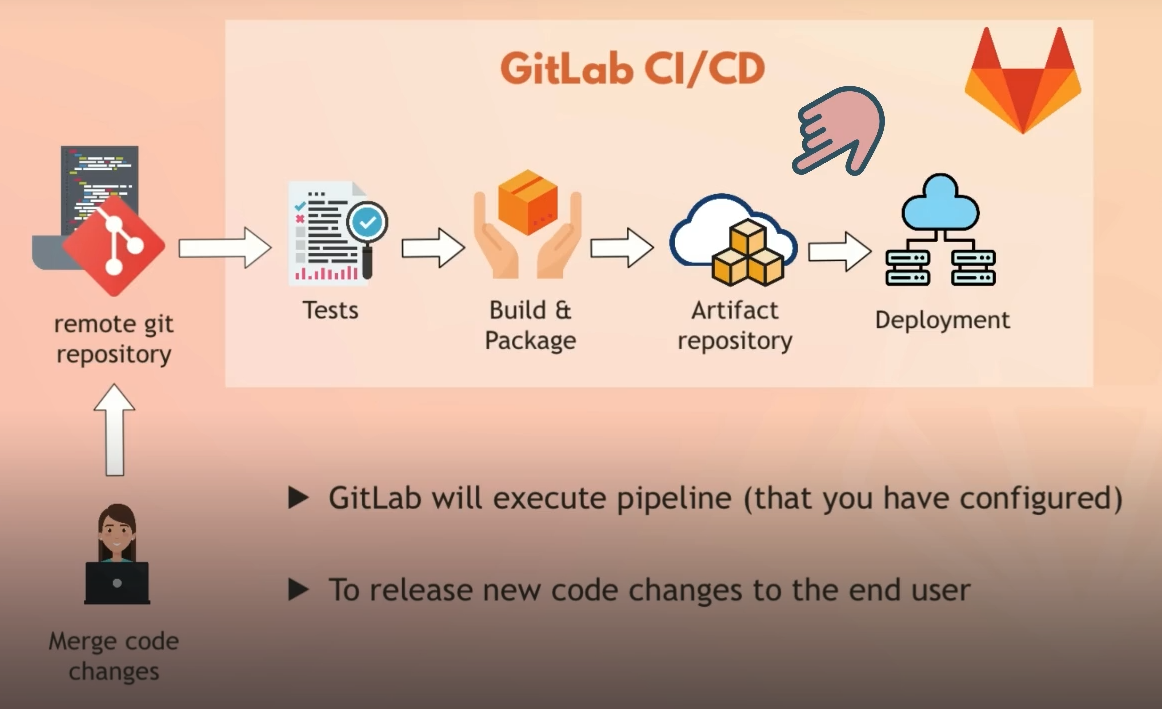 GitLab CI/CD
Tests
Build &
Package
Artifact
repository
Deployment
remote git
repository
Merge code
changes
► GitLab will execute pipeline (that you have configured)
► To release new code changes to the end user